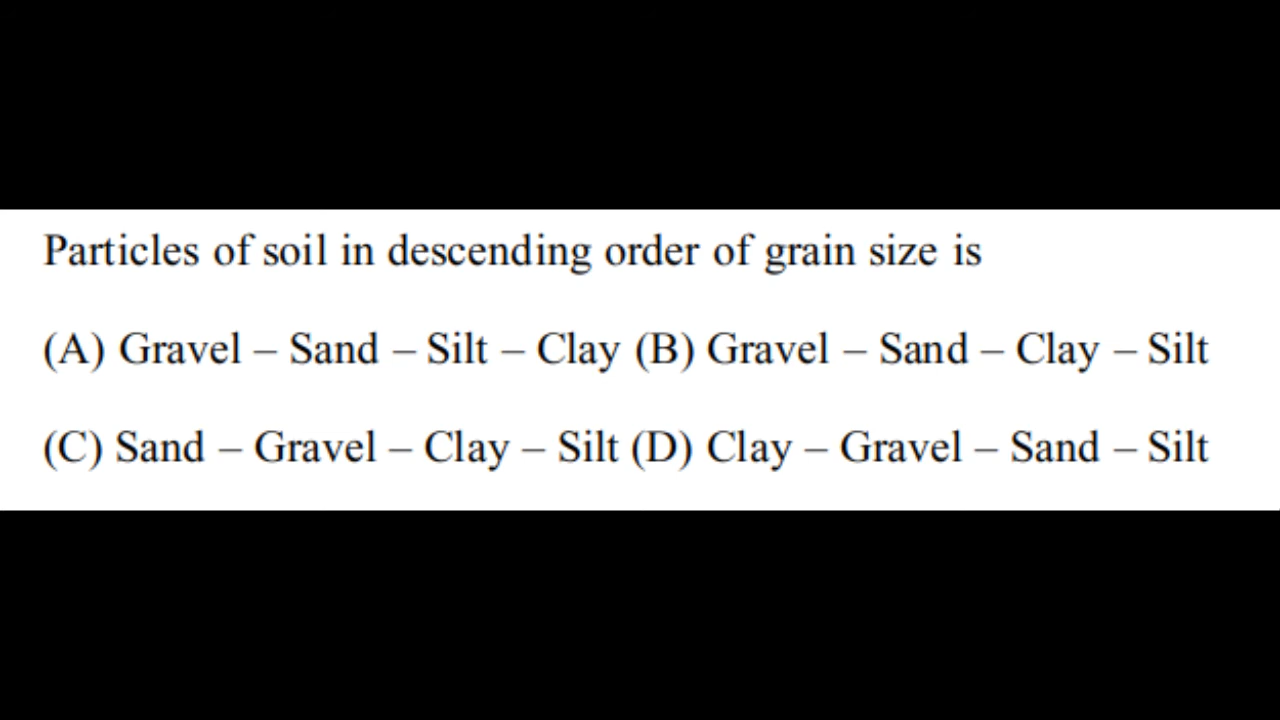 Particles of soil in descending order of grain size is
(A) Gravel – Sand – Silt – Clay (B) Gravel – Sand – Clay – Silt
(C) Sand – Gravel – Clay – Silt (D) Clay – Gravel – Sand – Silt